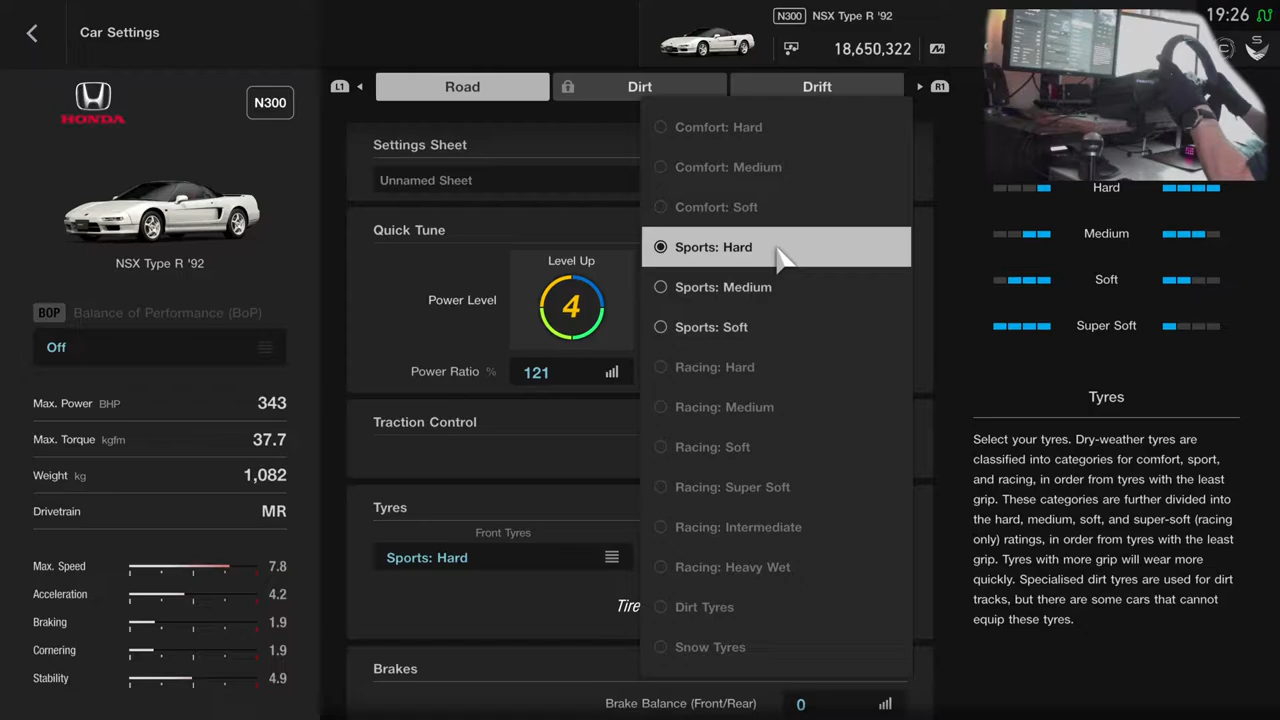 Car Settings
N300 NSX Type R '92
18,650,322
19:26
HONDA
N300
NSX Type R '92
BOP Balance of Performance (BoP)
Off
Max. Power BHP 343
Max. Torque kgfm 37.7
Weight kg 1,082
Drivetrain MR
Max. Speed 7.8
Acceleration 4.2
Braking 1.9
Cornering 1.9
Stability 4.9
L1 Road Dirt Drift R1
Settings Sheet
Unnamed Sheet
Quick Tune
Level Up
Power Level 4
Power Ratio % 121
Traction Control
Tyres
Front Tyres
Sports: Hard
Tire
Brakes
Brake Balance (Front/Rear) 0
Comfort: Hard
Comfort: Medium
Comfort: Soft
Sports: Hard
Sports: Medium
Sports: Soft
Racing: Hard
Racing: Medium
Racing: Soft
Racing: Super Soft
Racing: Intermediate
Racing: Heavy Wet
Dirt Tyres
Snow Tyres
Hard
Medium
Soft
Super Soft
Tyres
Select your tyres. Dry-weather tyres are
classified into categories for comfort, sport,
and racing, in order from tyres with the least
grip. These categories are further divided into
the hard, medium, soft, and super-soft (racing
only) ratings, in order from tyres with the least
grip. Tyres with more grip will wear more
quickly. Specialised dirt tyres are used for dirt
tracks, but there are some cars that cannot
equip these tyres.